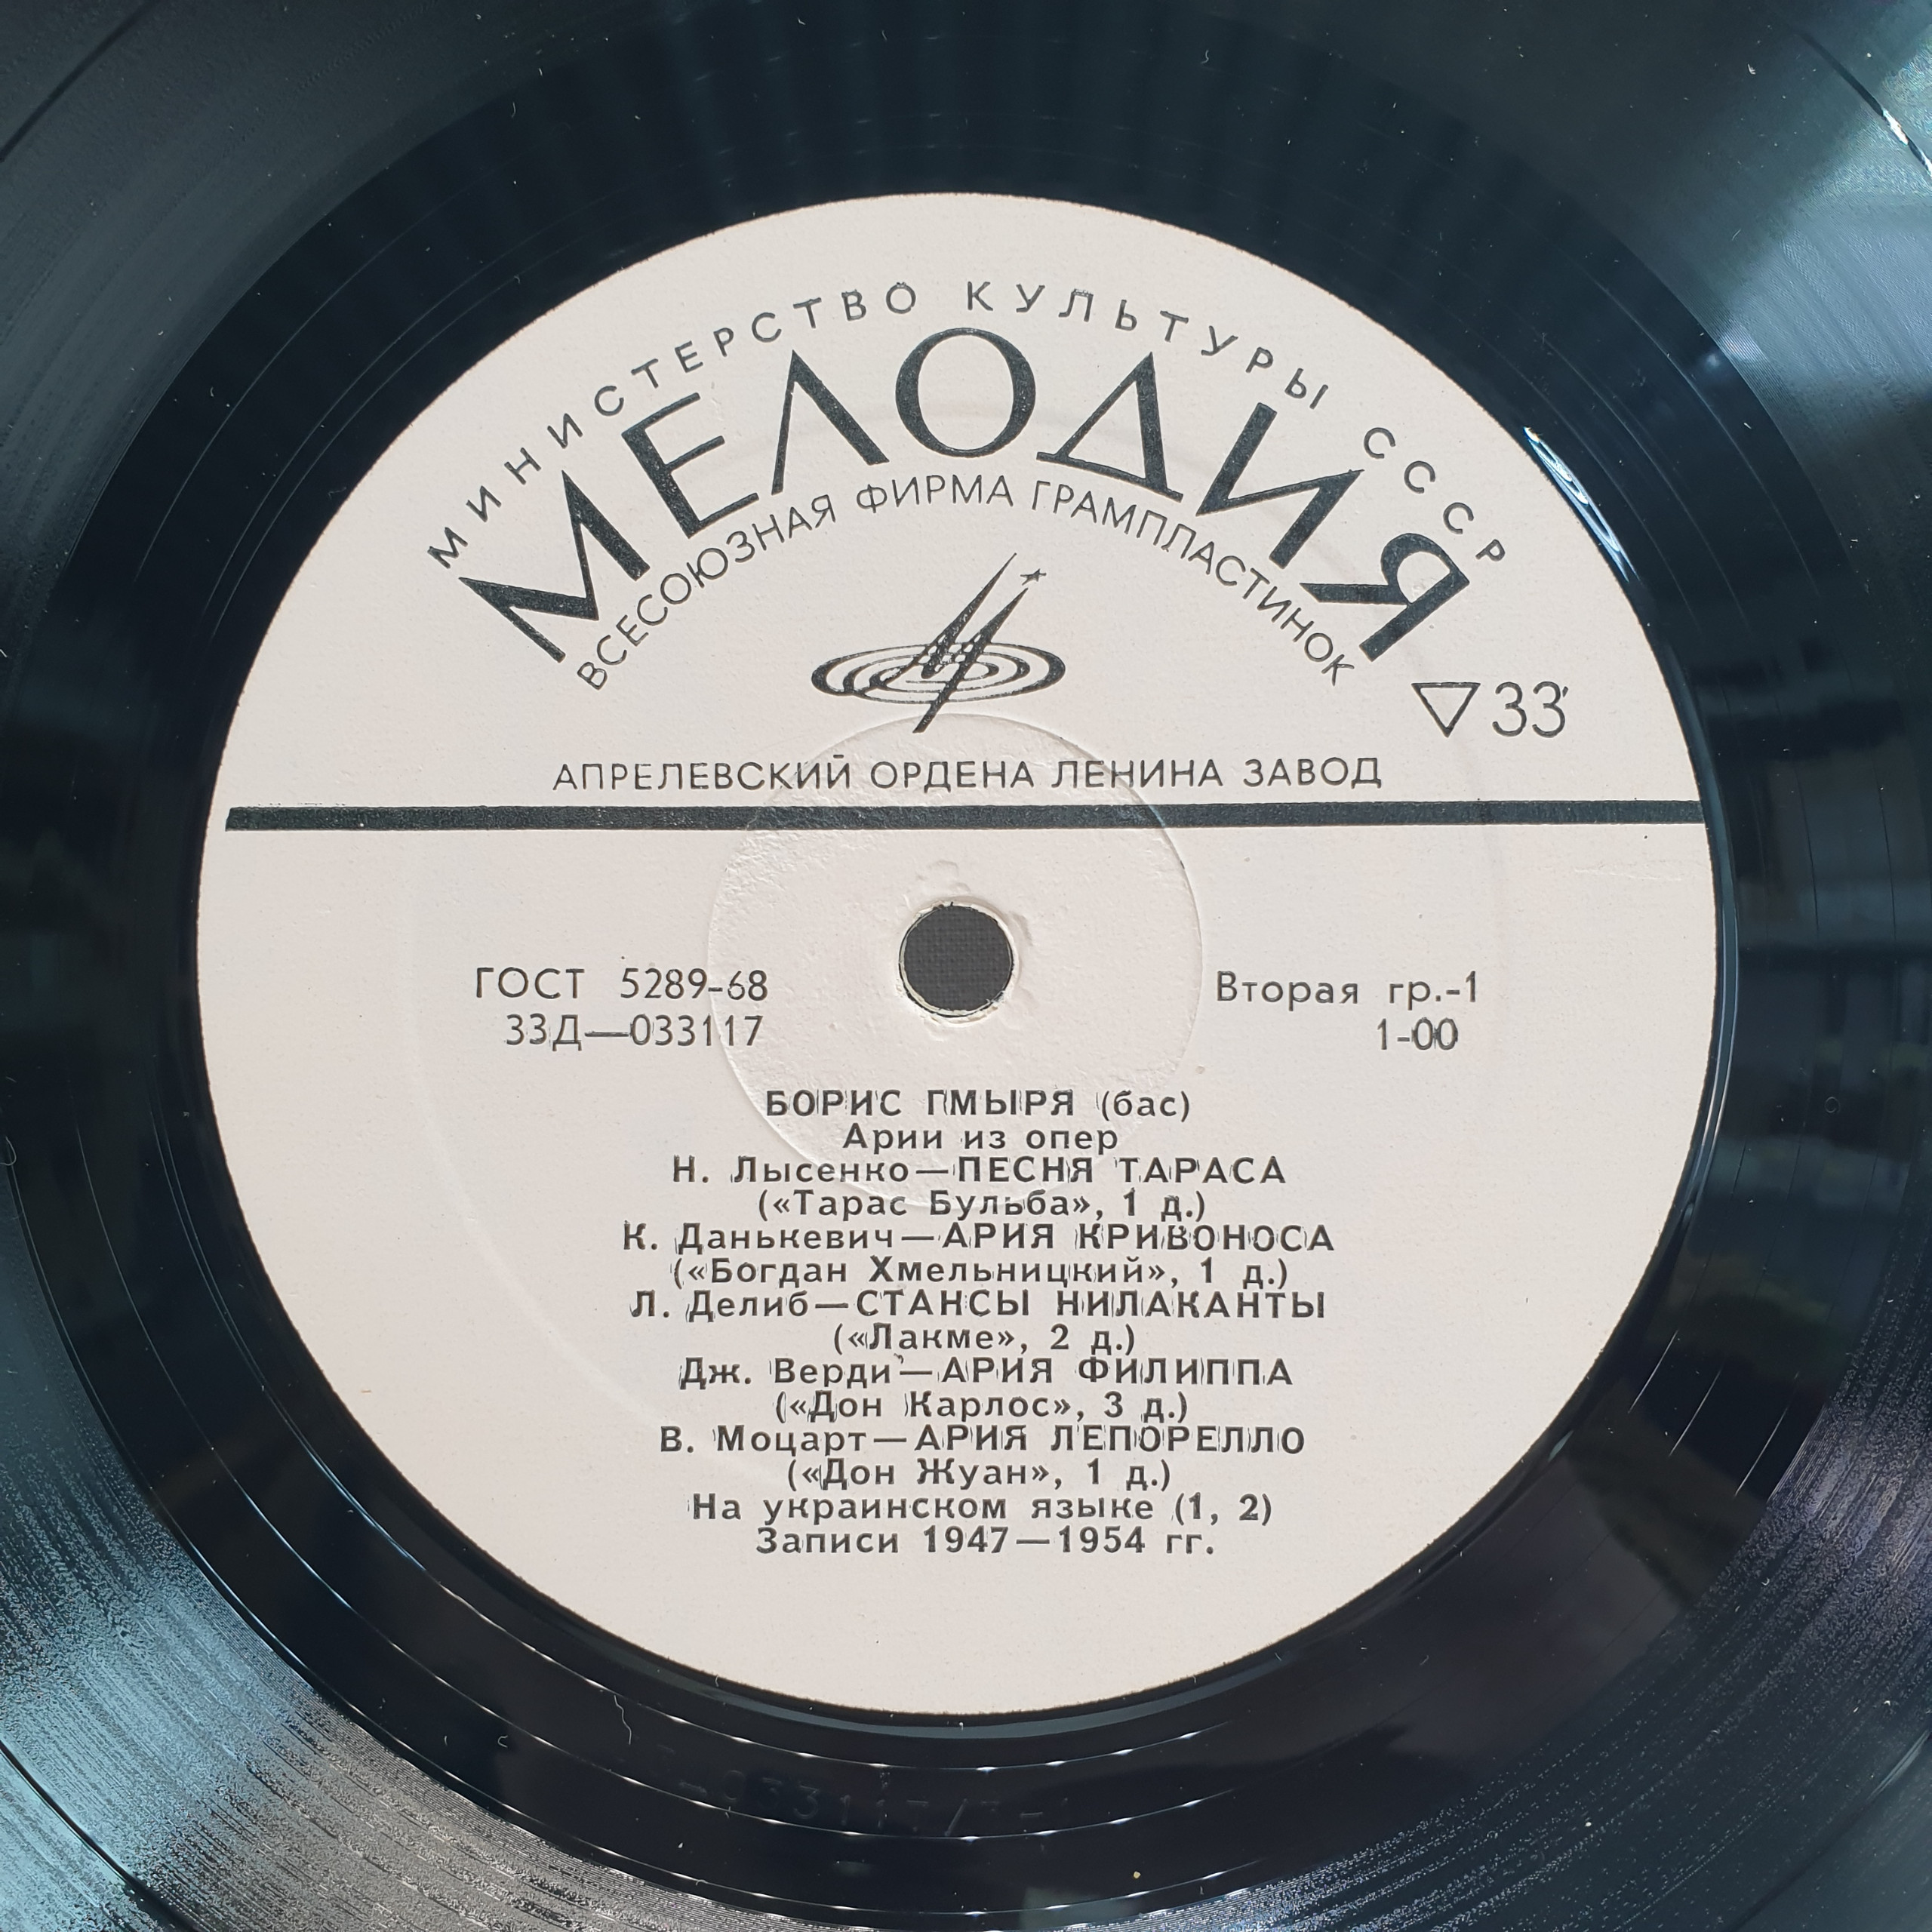 МИНИСТЕРСТВО КУЛЬТУРЫ СССР
МЕЛОДИЯ
ВСЕСОЮЗНАЯ ФИРМА ГРАМПЛАСТИНОК
▽33
АПРЕЛЕВСКИЙ ОРДЕНА ЛЕНИНА ЗАВОД
ГОСТ 5289-68
33Д—033117
Вторая гр.-1
1-00
БОРИС ГМЫРЯ (бас)
Арии из опер
Н. Лысенко—ПЕСНЯ ТАРАСА
(«Тарас Бульба», 1 д.)
К. Данькевич—АРИЯ КРИВОНОСА
(«Богдан Хмельницкий», 1 д.)
Л. Делиб—СТАНСЫ НИЛАКАНТЫ
(«Лакме», 2 д.)
Дж. Верди—АРИЯ ФИЛИППА
(«Дон Карлос», 3 д.)
В. Моцарт—АРИЯ ЛЕПОРЕЛЛО
(«Дон Жуан», 1 д.)
На украинском языке (1, 2)
Записи 1947—1954 гг.